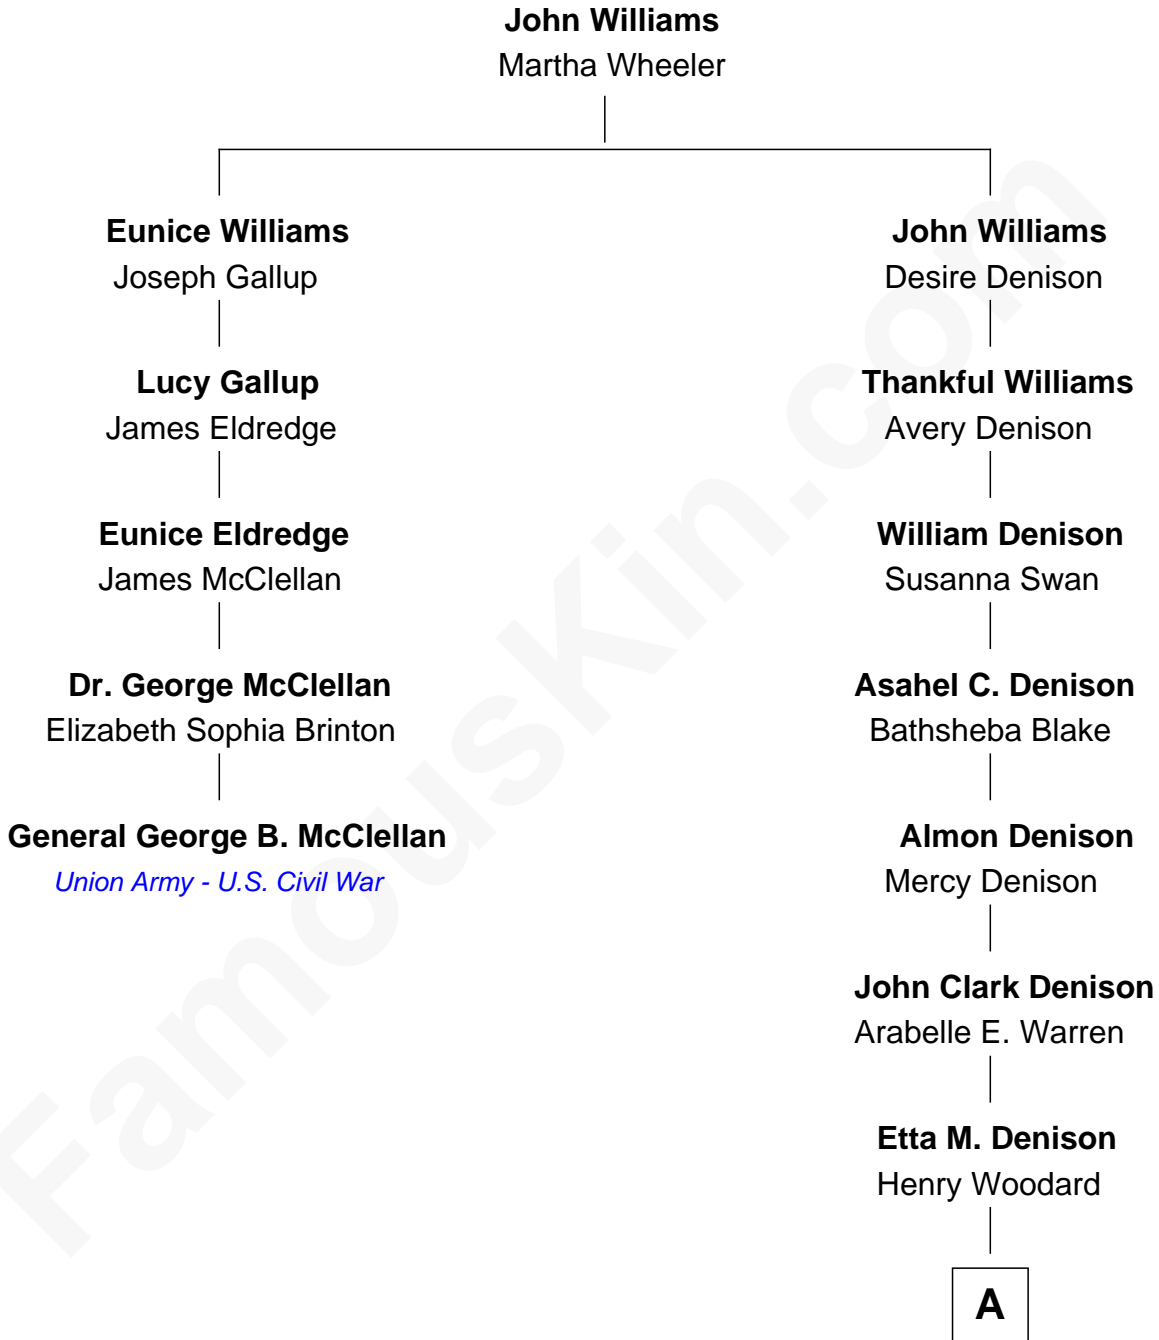 John Williams
Martha Wheeler
Eunice Williams
Joseph Gallup
John Williams
Desire Denison
Lucy Gallup
James Eldredge
Thankful Williams
Avery Denison
Eunice Eldredge
James McClellan
William Denison
Susanna Swan
Dr. George McClellan
Elizabeth Sophia Brinton
Asahel C. Denison
Bathsheba Blake
General George B. McClellan
Union Army - U.S. Civil War
Almon Denison
Mercy Denison
John Clark Denison
Arabelle E. Warren
Etta M. Denison
Henry Woodard
A
FamousKin.com